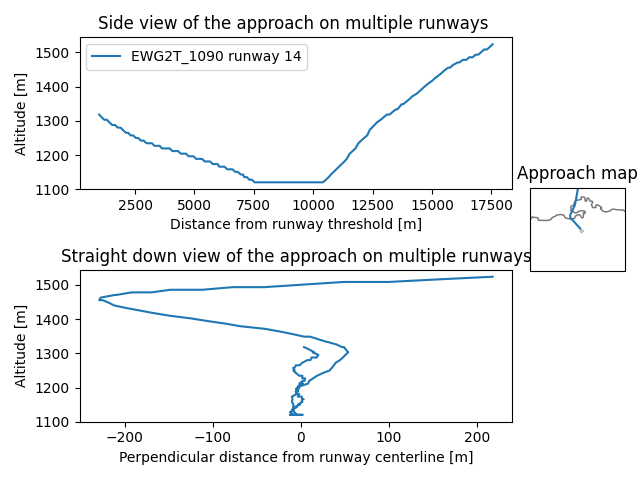 Side view of the approach on multiple runways
1500
1400
1300
1200
1100
Altitude [m]
EWG2T_1090 runway 14
2500 5000 7500 10000 12500 15000 17500
Distance from runway threshold [m]
Approach map
Straight down view of the approach on multiple runways
1500
1400
1300
1200
1100
Altitude [m]
−200 −100 0 100 200
Perpendicular distance from runway centerline [m]